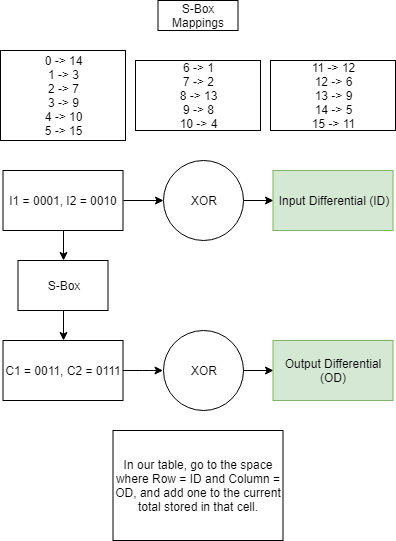 S-Box
Mappings
0 -> 14
1 -> 3
2 -> 7
3 -> 9
4 -> 10
5 -> 15
6 -> 1
7 -> 2
8 -> 13
9 -> 8
10 -> 4
11 -> 12
12 -> 6
13 -> 9
14 -> 5
15 -> 11
I1 = 0001, I2 = 0010
XOR
Input Differential (ID)
S-Box
C1 = 0011, C2 = 0111
XOR
Output Differential
(OD)
In our table, go to the space
where Row = ID and Column =
OD, and add one to the current
total stored in that cell.